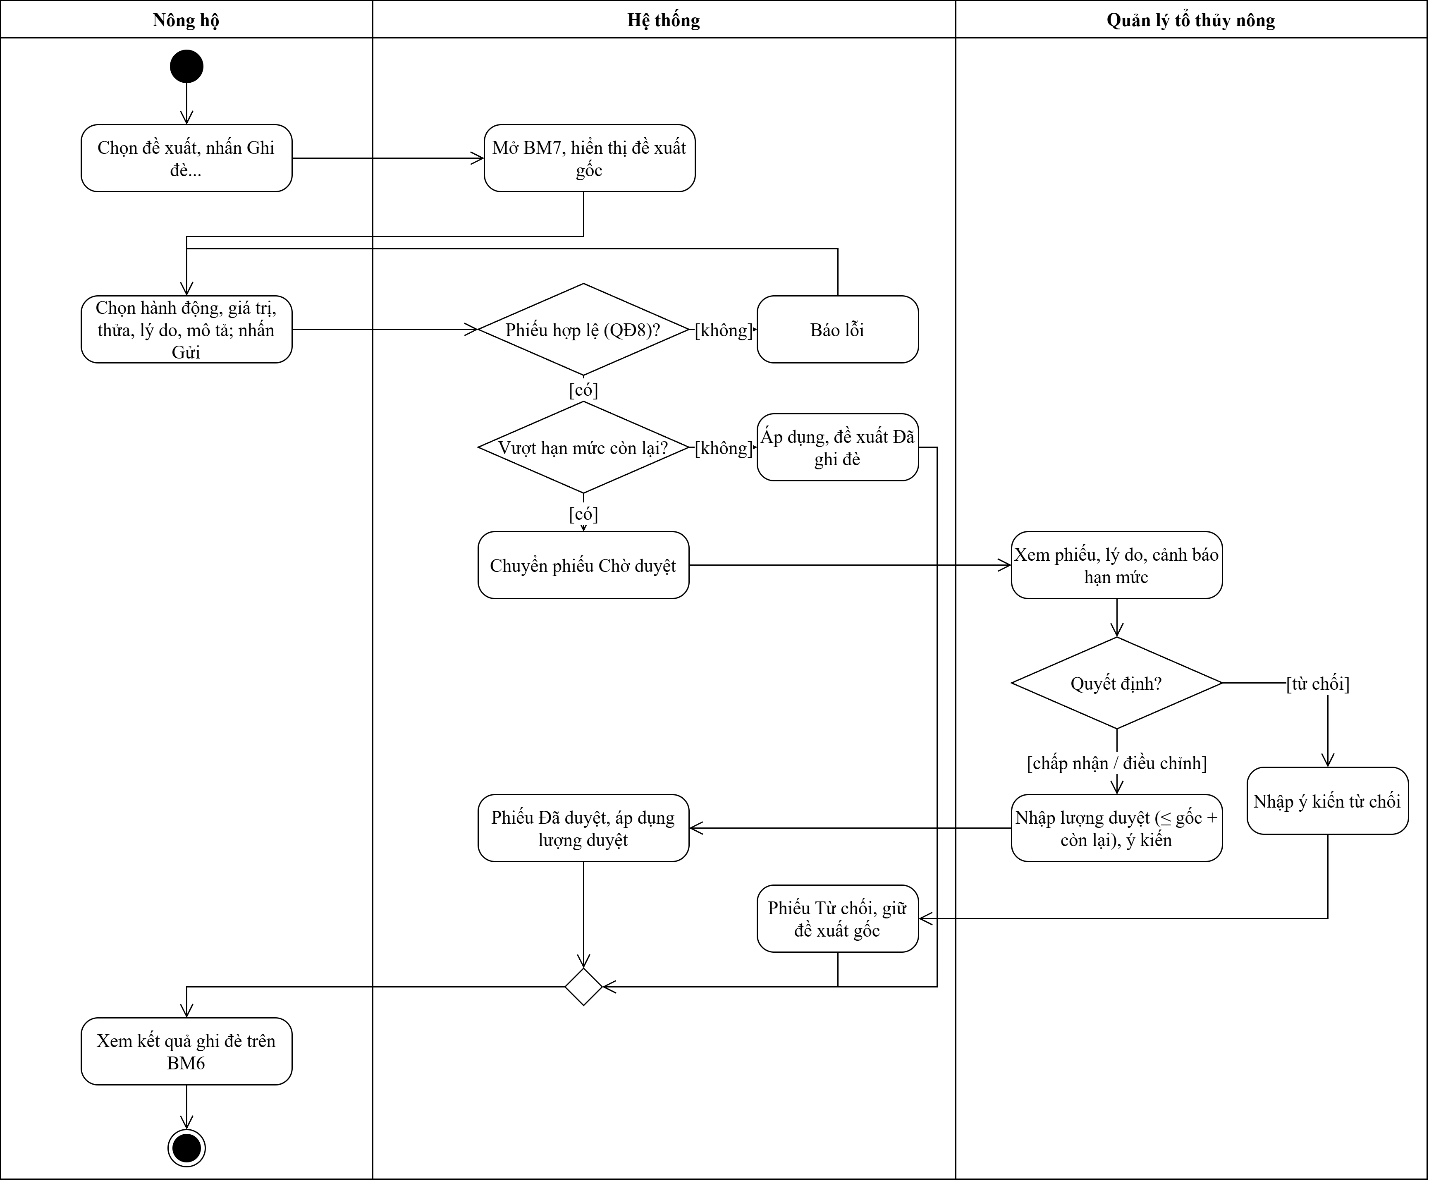 Nông hộ
Hệ thống
Quản lý tổ thủy nông
Chọn đề xuất, nhấn Ghi
đè...
Mở BM7, hiển thị đề xuất
gốc
Chọn hành động, giá trị,
thửa, lý do, mô tả; nhấn
Gửi
Phiếu hợp lệ (QĐ8)?
[không]
Báo lỗi
[có]
Vượt hạn mức còn lại?
[không]
Áp dụng, đề xuất Đã
ghi đè
[có]
Chuyển phiếu Chờ duyệt
Xem phiếu, lý do, cảnh báo
hạn mức
Quyết định?
[từ chối]
[chấp nhận / điều chỉnh]
Nhập ý kiến từ chối
Phiếu Đã duyệt, áp dụng
lượng duyệt
Nhập lượng duyệt (≤ gốc +
còn lại), ý kiến
Phiếu Từ chối, giữ
đề xuất gốc
Xem kết quả ghi đè trên
BM6